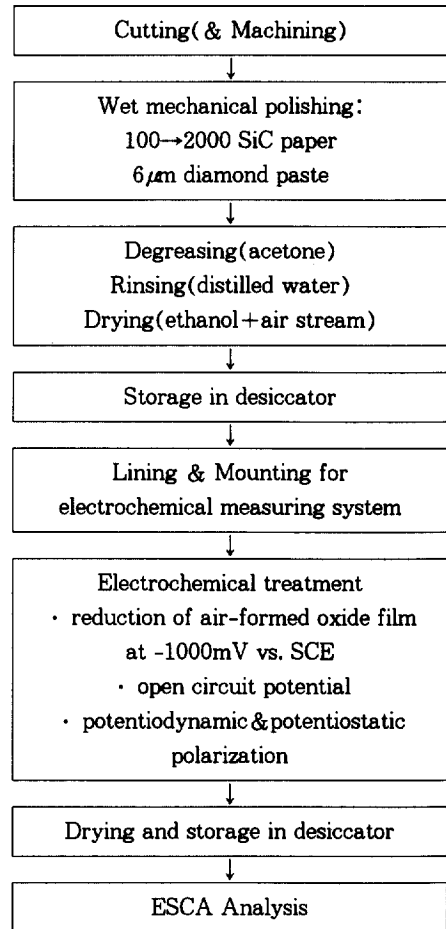 Cutting(& Machining)
Wet mechanical polishing:
100→2000 SiC paper
6μm diamond paste
Degreasing(acetone)
Rinsing(distilled water)
Drying(ethanol+air stream)
Storage in desiccator
Lining & Mounting for
electrochemical measuring system
Electrochemical treatment
· reduction of air-formed oxide film
at -1000mV vs. SCE
· open circuit potential
· potentiodynamic&potentiostatic
polarization
Drying and storage in desiccator
ESCA Analysis